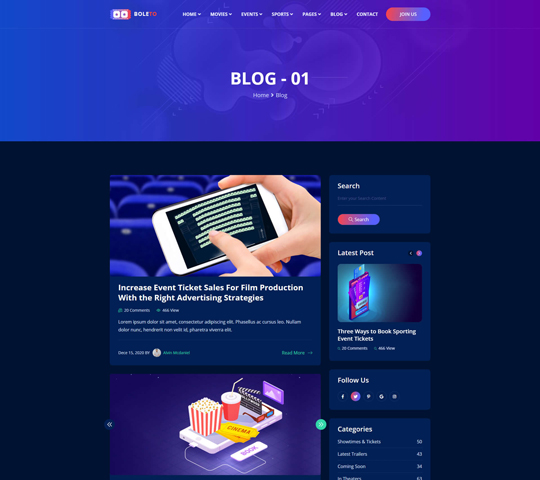 BOLETO
HOME MOVIES EVENTS SPORTS PAGES BLOG CONTACT JOIN US
BLOG - 01
Home > Blog
Increase Event Ticket Sales For Film Production
With the Right Advertising Strategies
20 Comments 466 View
Lorem ipsum dolor sit amet, consectetur adipiscing elit. Phasellus ac cursus leo. Nullam
dolor nunc, hendrerit non velit id, pharetra viverra elit.
Dece 15, 2020 BY Alvin Mcdaniel
Read More
CINEMA
BOOK
Search
Enter your Search Content
Search
Latest Post
Three Ways to Book Sporting
Event Tickets
20 Comments 466 View
Follow Us
Categories
Showtimes & Tickets 50
Latest Trailers 43
Coming Soon 34
In Theaters 63